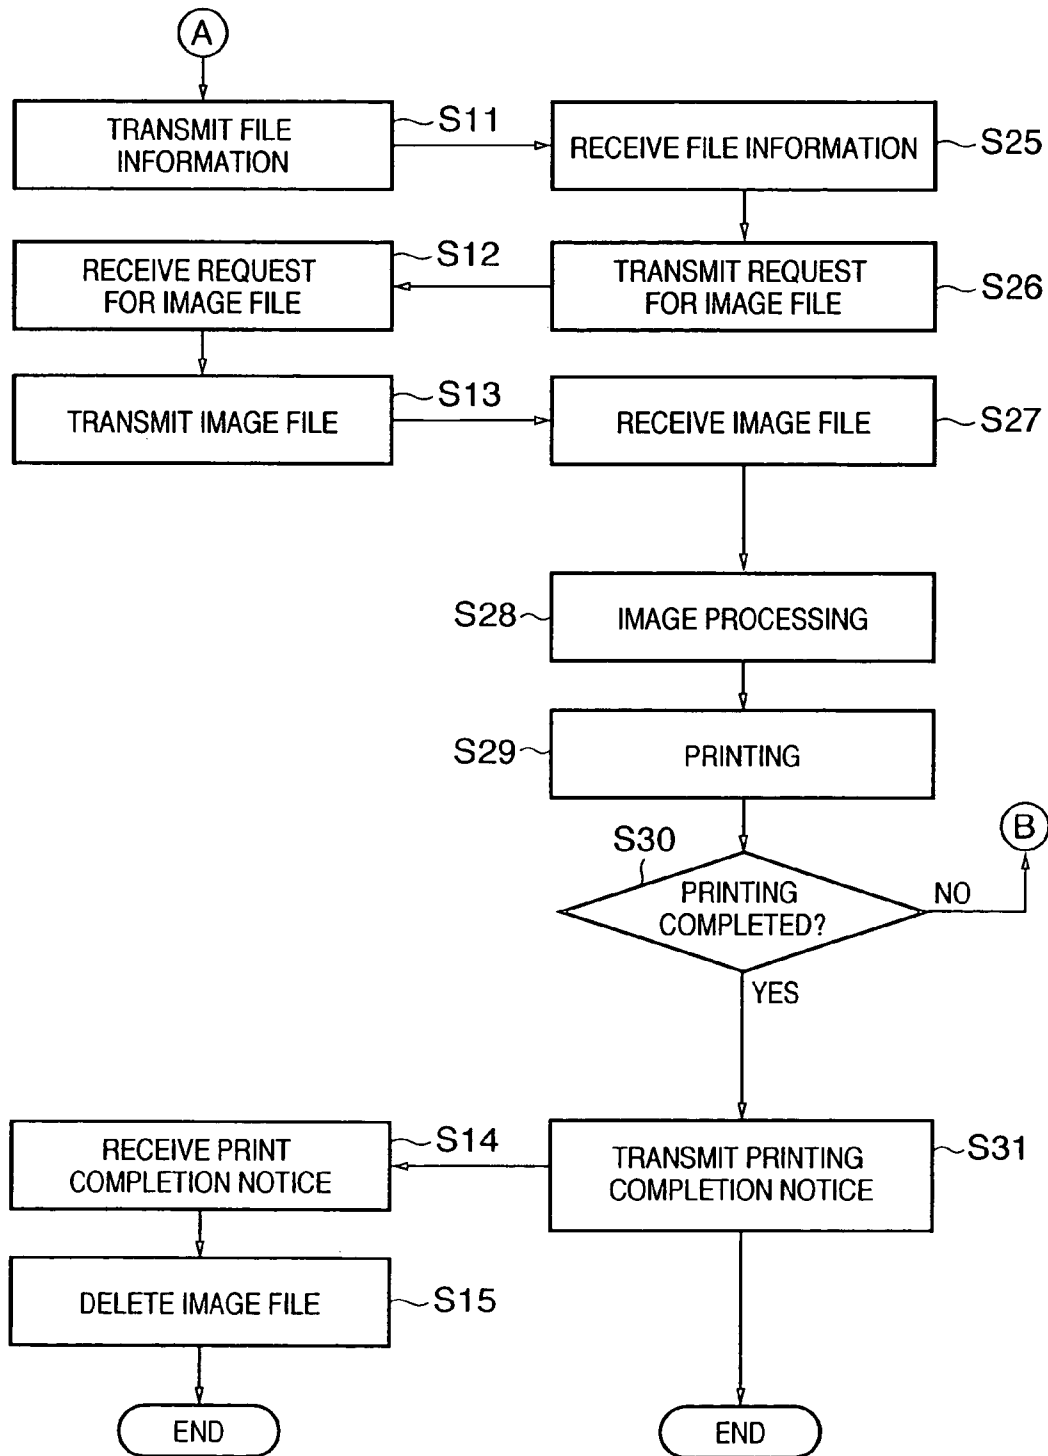 A
TRANSMIT FILE
INFORMATION
S11
RECEIVE FILE INFORMATION
S25
RECEIVE REQUEST
FOR IMAGE FILE
S12
TRANSMIT REQUEST
FOR IMAGE FILE
S26
TRANSMIT IMAGE FILE
S13
RECEIVE IMAGE FILE
S27
S28
IMAGE PROCESSING
S29
PRINTING
S30
PRINTING
COMPLETED?
NO
B
YES
RECEIVE PRINT
COMPLETION NOTICE
S14
TRANSMIT PRINTING
COMPLETION NOTICE
S31
DELETE IMAGE FILE
S15
END
END